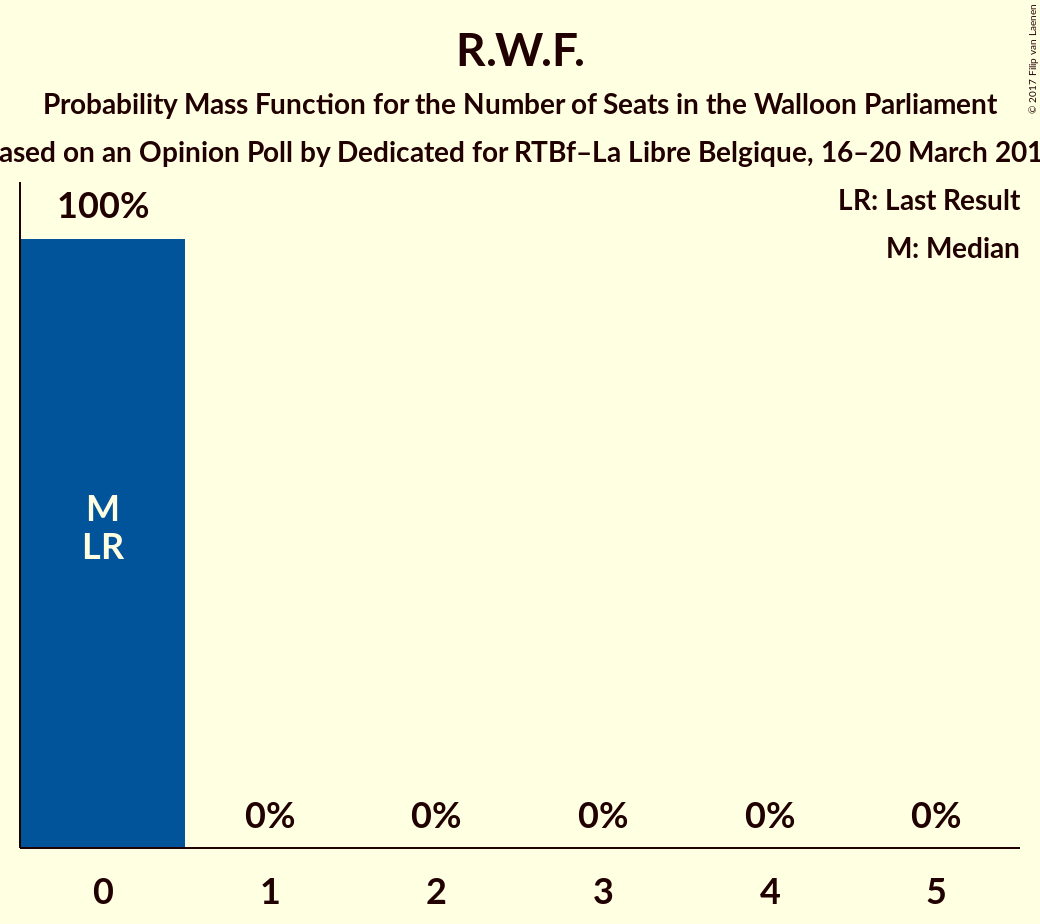 R.W.F.
Probability Mass Function for the Number of Seats in the Walloon Parliament
ased on an Opinion Poll by Dedicated for RTBf–La Libre Belgique, 16–20 March 201
© 2017 Filip van Laenen
LR: Last Result
M: Median
100%
M
LR
0% 0% 0% 0% 0%
0 1 2 3 4 5